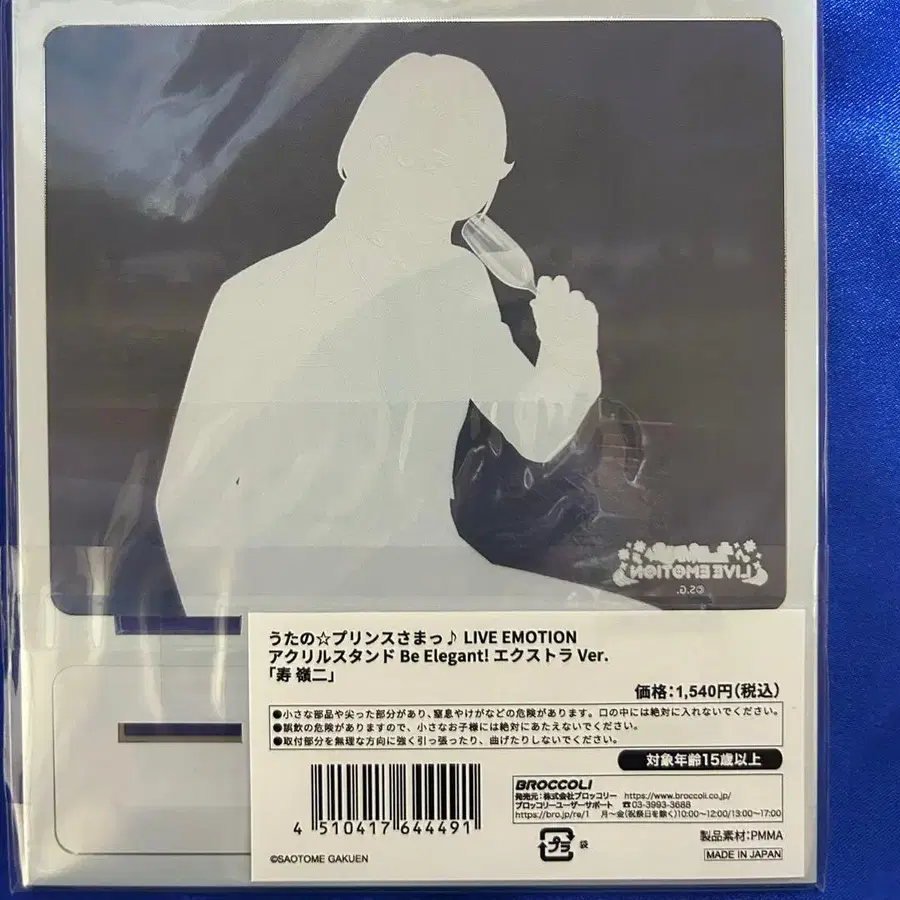 LIVE EMOTION
©S.G.
うたの☆プリンスさまっ♪ LIVE EMOTION
アクリルスタンド Be Elegant! エクストラ Ver.
「寿 嶺二」
価格:1,540円(税込)
●小さな部品や尖った部分があり、窒息やけがなどの危険があります。口の中には絶対に入れないでください。
●誤飲の危険がありますので、小さなお子様には絶対にあたえないでください。
●取付部分を無理な方向に強く引っ張ったり、曲げたりしないでください。
対象年齢15歳以上
BROCCOLI
発売元:株式会社ブロッコリー https://www.broccoli.co.jp/
ブロッコリーユーザーサポート ☎03-3993-3688
https://bro.jp/re/1 月〜金(祝祭日を除く)10:00〜12:00/13:00〜17:00
4 510417 644491
プラ 袋
製品素材:PMMA
©SAOTOME GAKUEN
MADE IN JAPAN